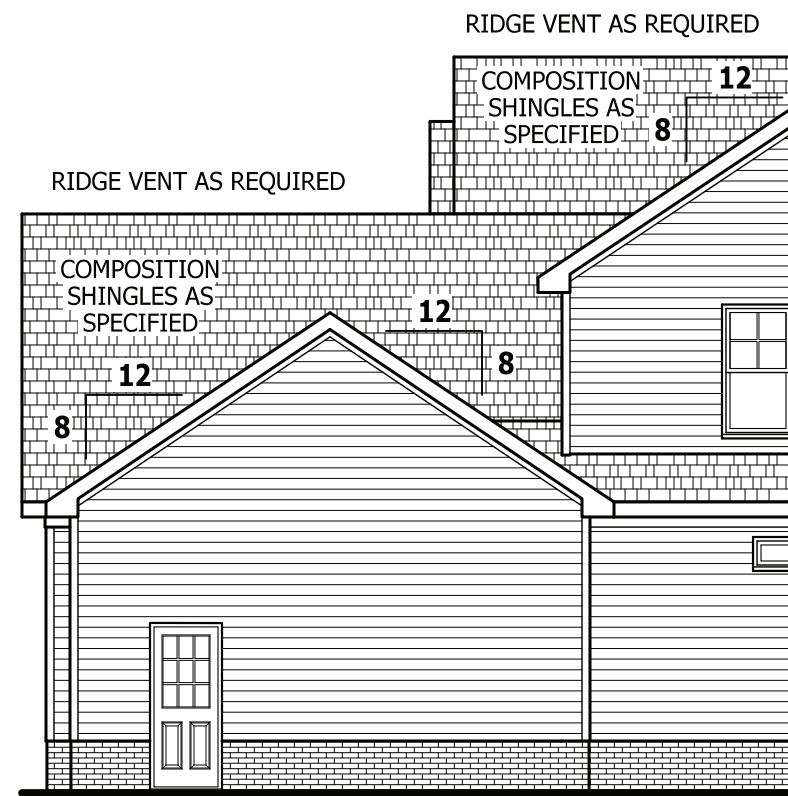 RIDGE VENT AS REQUIRED
COMPOSITION
SHINGLES AS
SPECIFIED
12
8
RIDGE VENT AS REQUIRED
COMPOSITION
SHINGLES AS
SPECIFIED
12
8
12
8